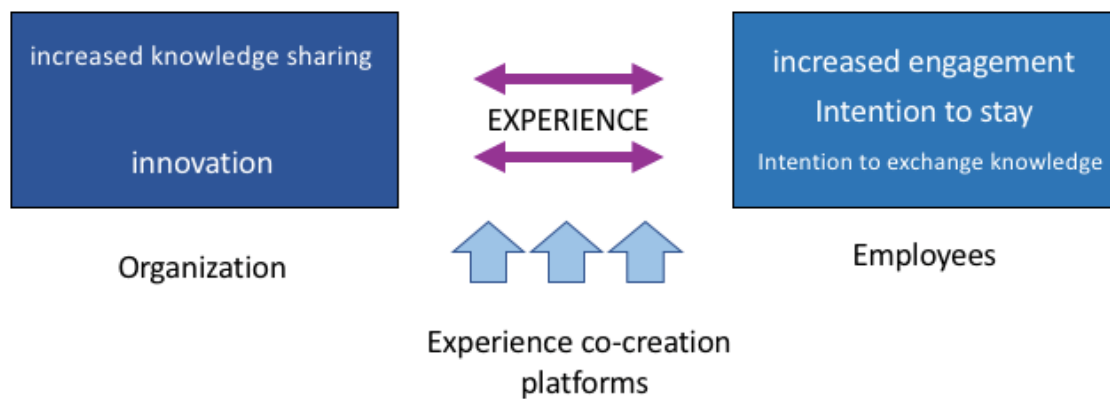 increased knowledge sharing
innovation
Organization
EXPERIENCE
Experience co-creation
platforms
increased engagement
Intention to stay
Intention to exchange knowledge
Employees